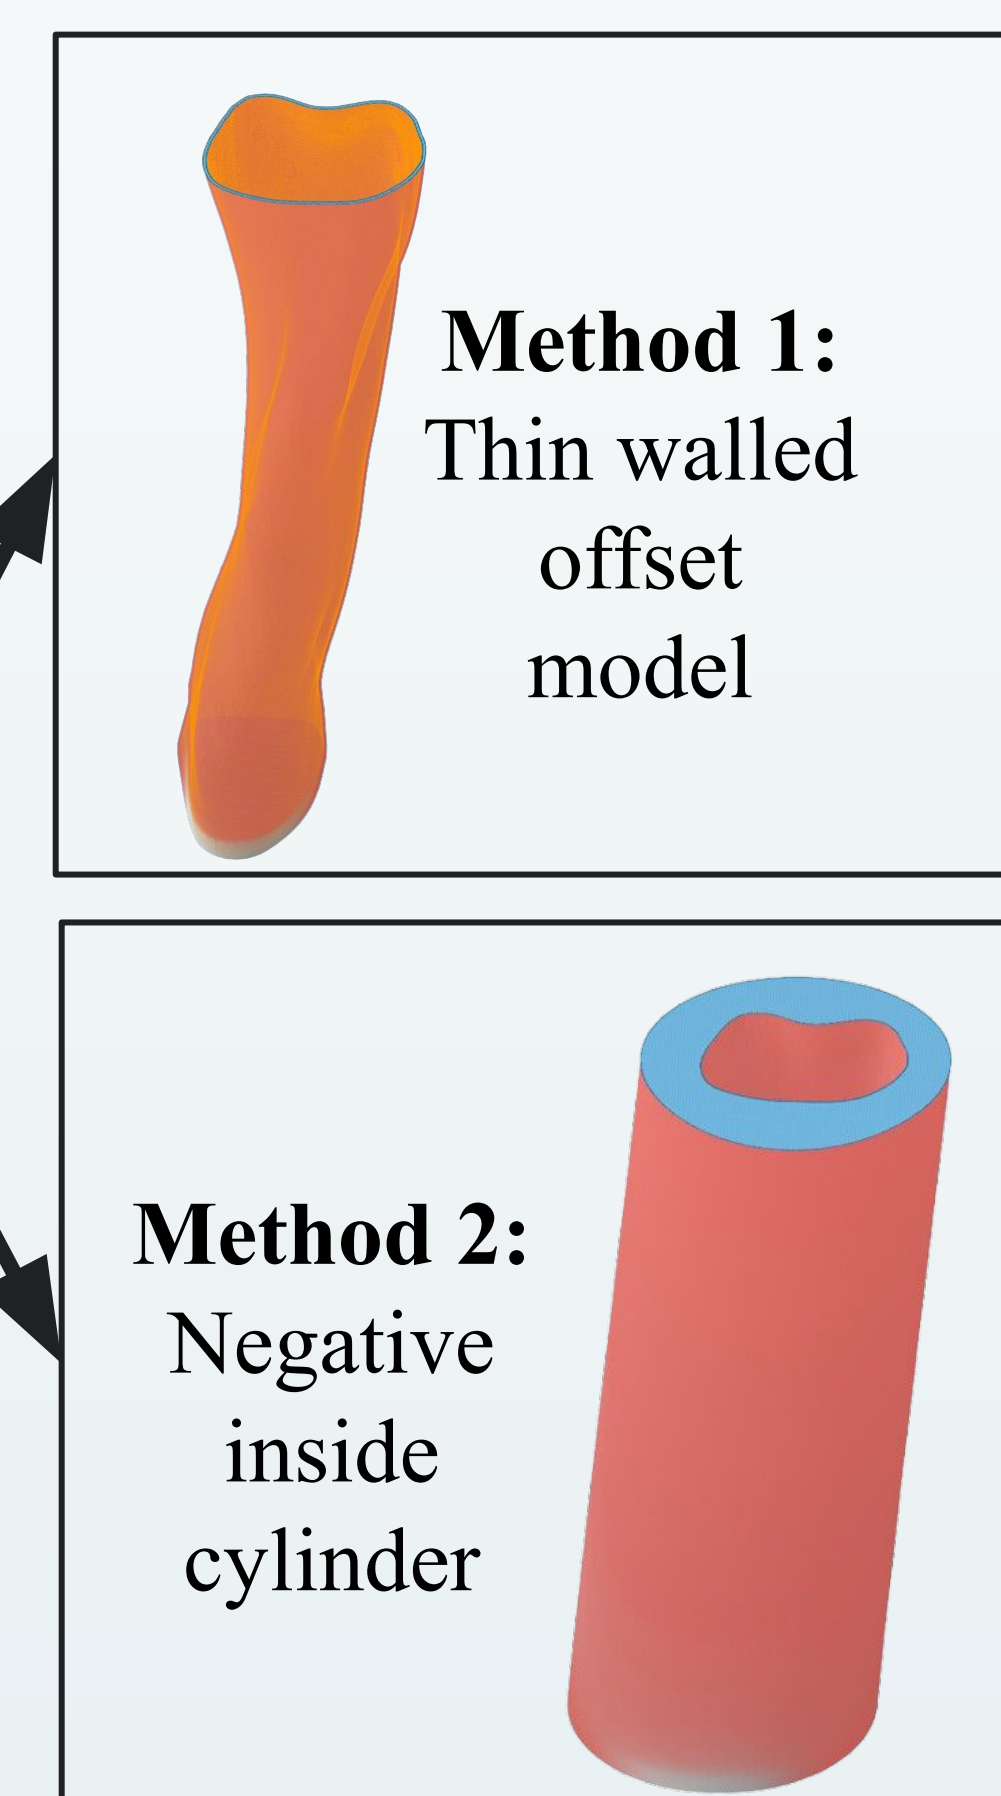 Method 1:
Thin walled
offset
model
Method 2:
Negative
inside
cylinder